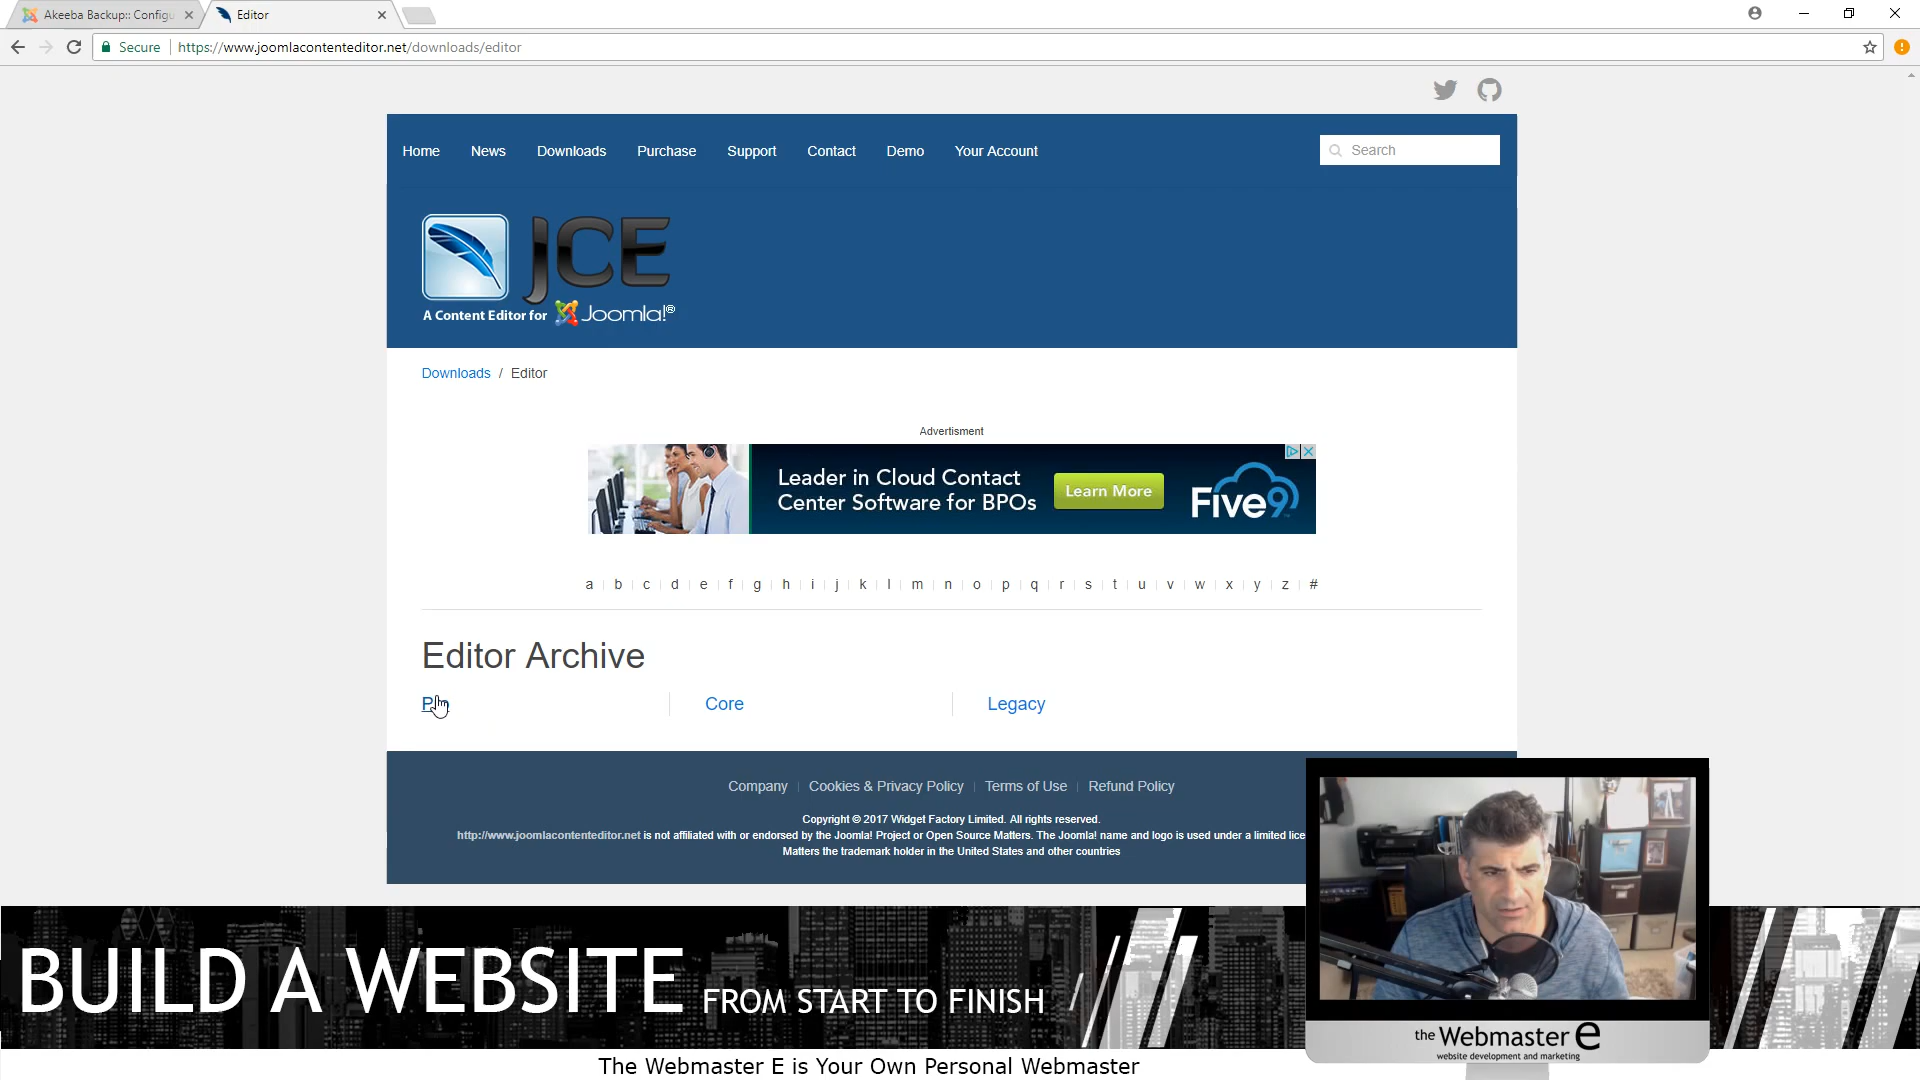 Akeeba Backup:: Configu
Editor
Secure
https://www.joomlacontenteditor.net/downloads/editor
Home News Downloads Purchase Support Contact Demo Your Account
Search
JCE
A Content Editor for Joomla!®
Downloads / Editor
Advertisment
Leader in Cloud Contact
Center Software for BPOs
Learn More
Five9
a b c d e f g h i j k l m n o p q r s t u v w x y z #
Editor Archive
Core Legacy
Company Cookies & Privacy Policy Terms of Use Refund Policy
Copyright © 2017 Widget Factory Limited. All rights reserved.
http://www.joomlacontenteditor.net is not affiliated with or endorsed by the Joomla! Project or Open Source Matters. The Joomla! name and logo is used under a limited lice
Matters the trademark holder in the United States and other countries
BUILD A WEBSITE FROM START TO FINISH
the Webmaster e
website development and marketing
The Webmaster E is Your Own Personal Webmaster